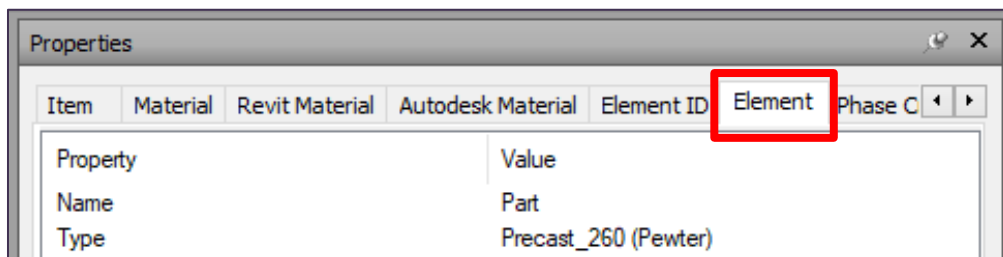 Properties
Item Material Revit Material Autodesk Material Element ID Element Phase C
Property Value
Name Part
Type Precast_260 (Pewter)